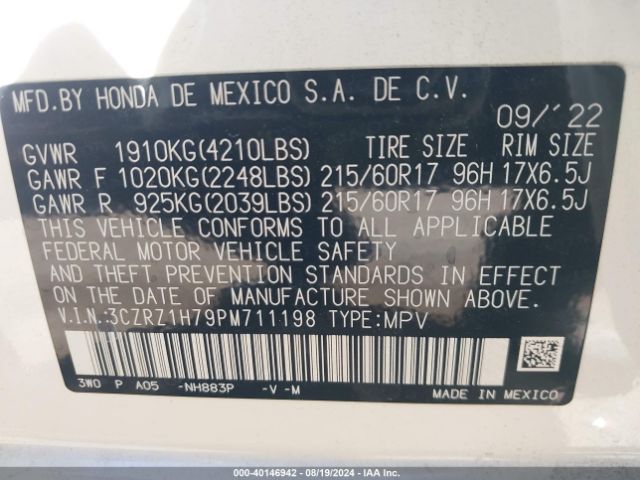 MFD.BY HONDA DE MEXICO S.A. DE C.V.
09/'22
GVWR 1910KG(4210LBS) TIRE SIZE RIM SIZE
GAWR F 1020KG(2248LBS) 215/60R17 96H 17X6.5J
GAWR R 925KG(2039LBS) 215/60R17 96H 17X6.5J
THIS VEHICLE CONFORMS TO ALL APPLICABLE
FEDERAL MOTOR VEHICLE SAFETY
AND THEFT PREVENTION STANDARDS IN EFFECT
ON THE DATE OF MANUFACTURE SHOWN ABOVE.
V.I.N.:3CZRZ1H79PM711198 TYPE:MPV
3W0 P A05 -NH883P -V -M MADE IN MEXICO
000-40146942 - 08/19/2024 - IAA Inc.